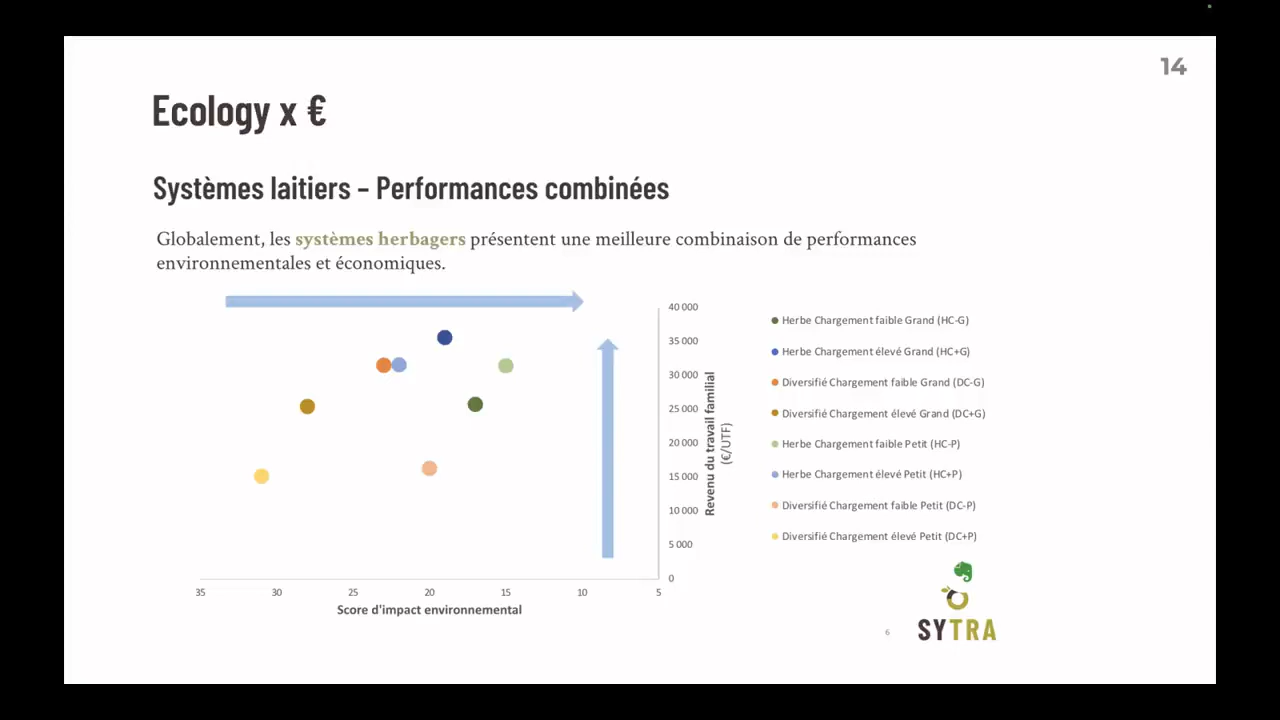 14
Ecology x €
Systèmes laitiers – Performances combinées
Globalement, les systèmes herbagers présentent une meilleure combinaison de performances
environnementales et économiques.
40 000
35 000
30 000
25 000
20 000
15 000
10 000
5 000
0
Revenu du travail familial
(€/UTF)
35 30 25 20 15 10 5
Score d'impact environnemental
Herbe Chargement faible Grand (HC-G)
Herbe Chargement élevé Grand (HC+G)
Diversifié Chargement faible Grand (DC-G)
Diversifié Chargement élevé Grand (DC+G)
Herbe Chargement faible Petit (HC-P)
Herbe Chargement élevé Petit (HC+P)
Diversifié Chargement faible Petit (DC-P)
Diversifié Chargement élevé Petit (DC+P)
6
SYTRA